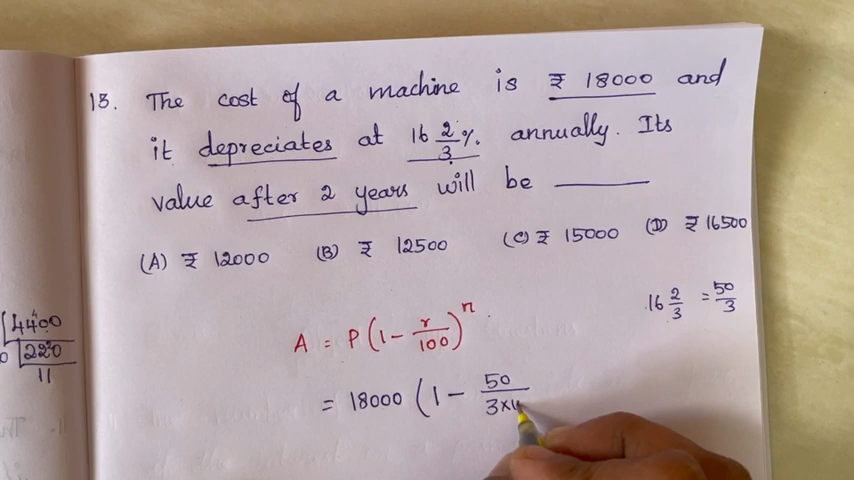 13. The cost of a machine is ₹ 18000 and
it depreciates at 16 2/3 %. annually. Its
value after 2 years will be ______
(A) ₹ 12000 (B) ₹ 12500 (C) ₹ 15000 (D) ₹ 16500
16 2/3 = 50/3
A = P(1 - r/100)^n
= 18000 (1 - 50/3×
4400
220
11